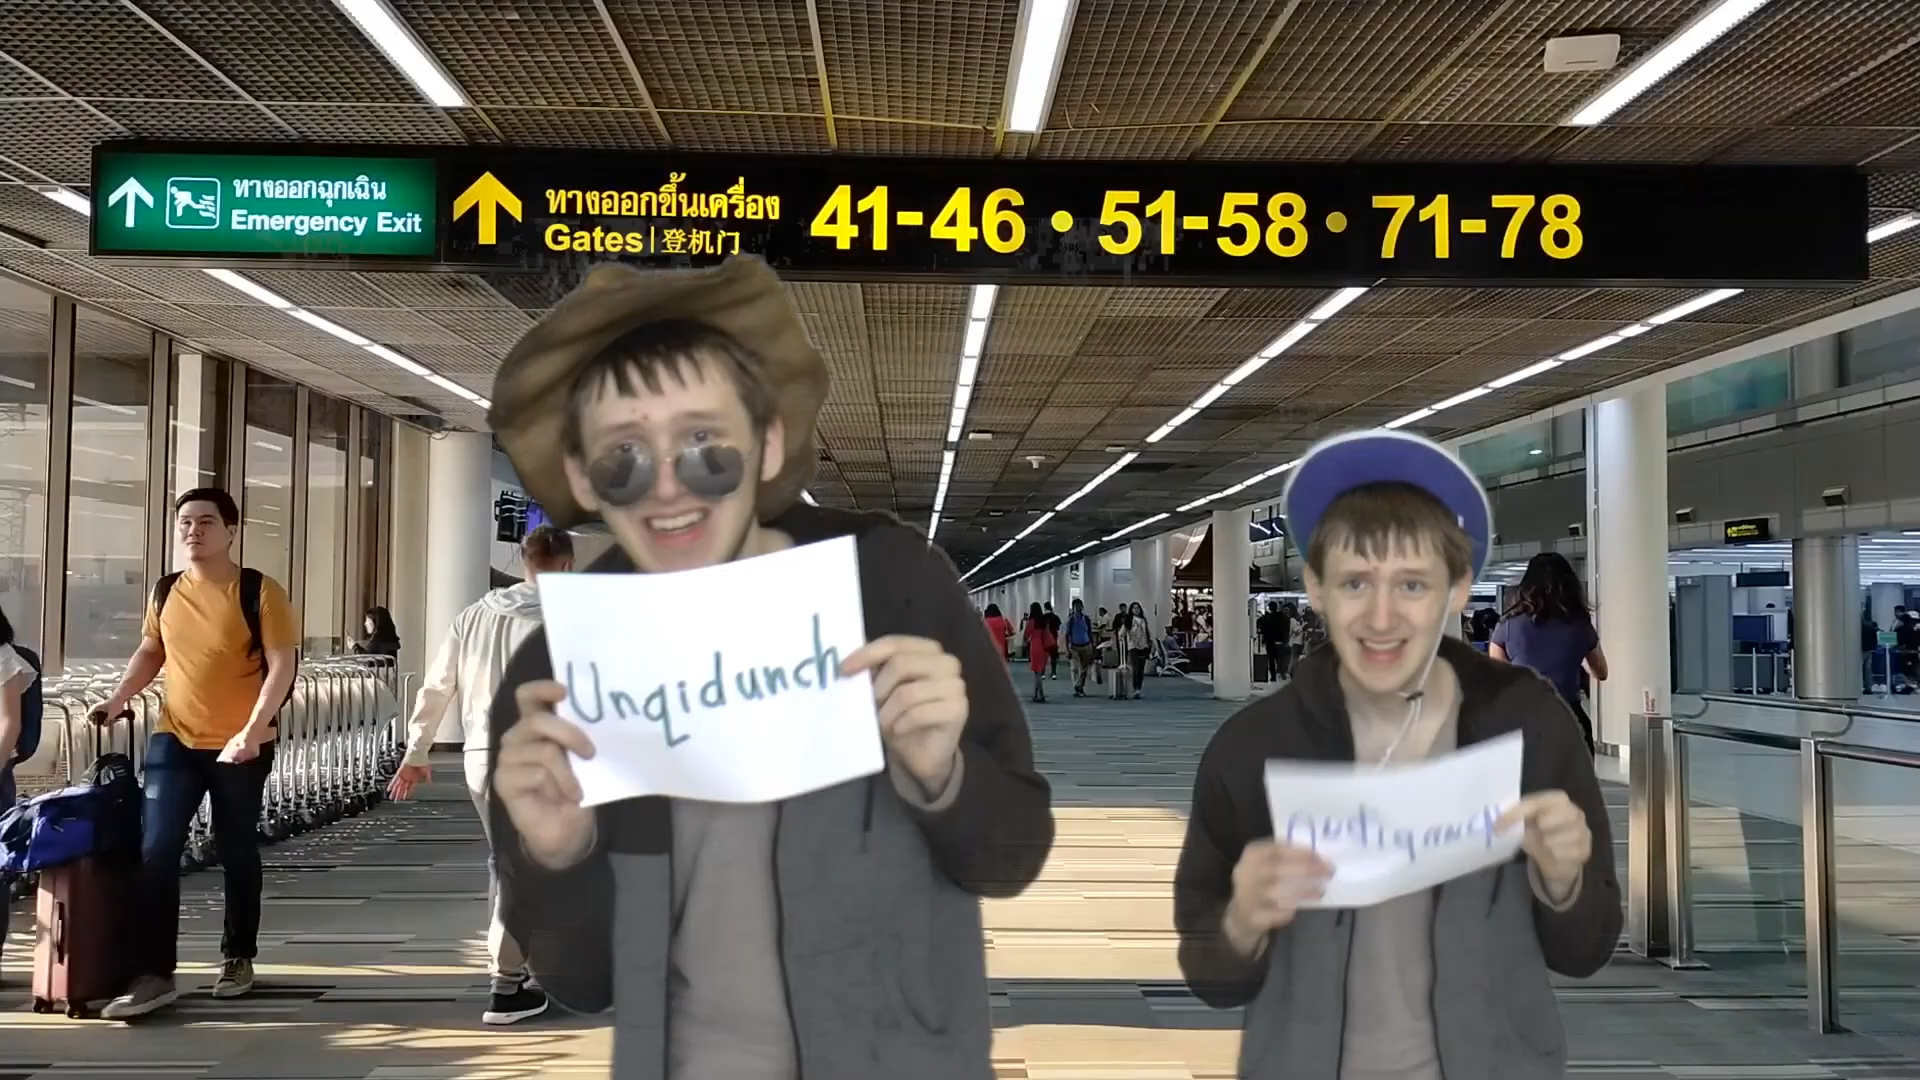 ทางออกฉุกเฉิน
Emergency Exit
ทางออกขึ้นเครื่อง
Gates | 登机门
41-46 • 51-58 • 71-78
Unqidunch